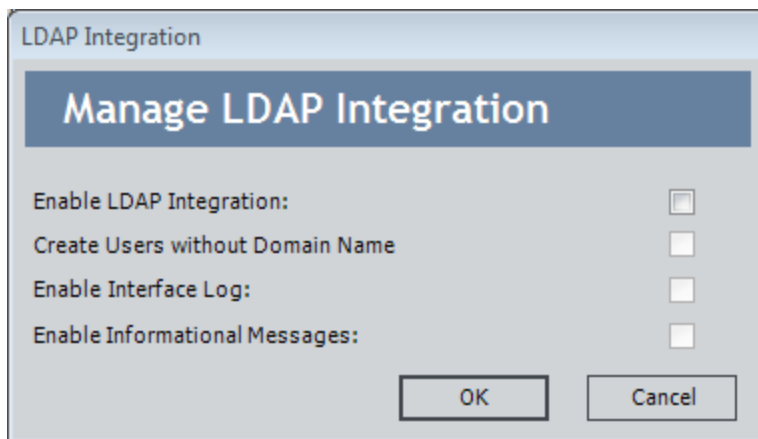 LDAP Integration
Manage LDAP Integration
Enable LDAP Integration:
Create Users without Domain Name
Enable Interface Log:
Enable Informational Messages:
OK Cancel